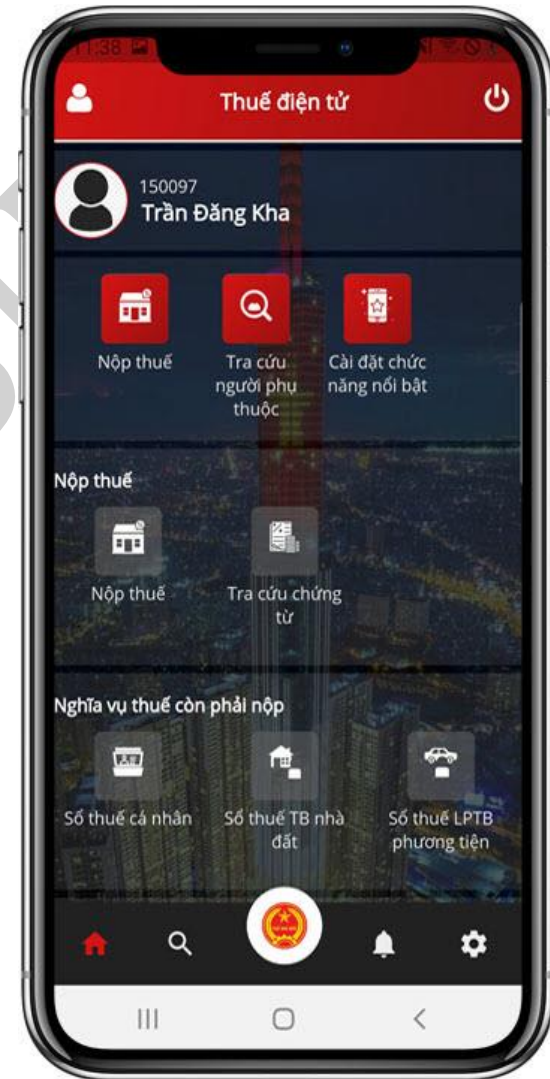 11:38
Thuế điện tử
150097
Trần Đăng Kha
Nộp thuế
Tra cứu
người phụ
thuộc
Cài đặt chức
năng nổi bật
Nộp thuế
Nộp thuế
Tra cứu chứng
từ
Nghĩa vụ thuế còn phải nộp
Sổ thuế cá nhân
Sổ thuế TB nhà
đất
Sổ thuế LPTB
phương tiện